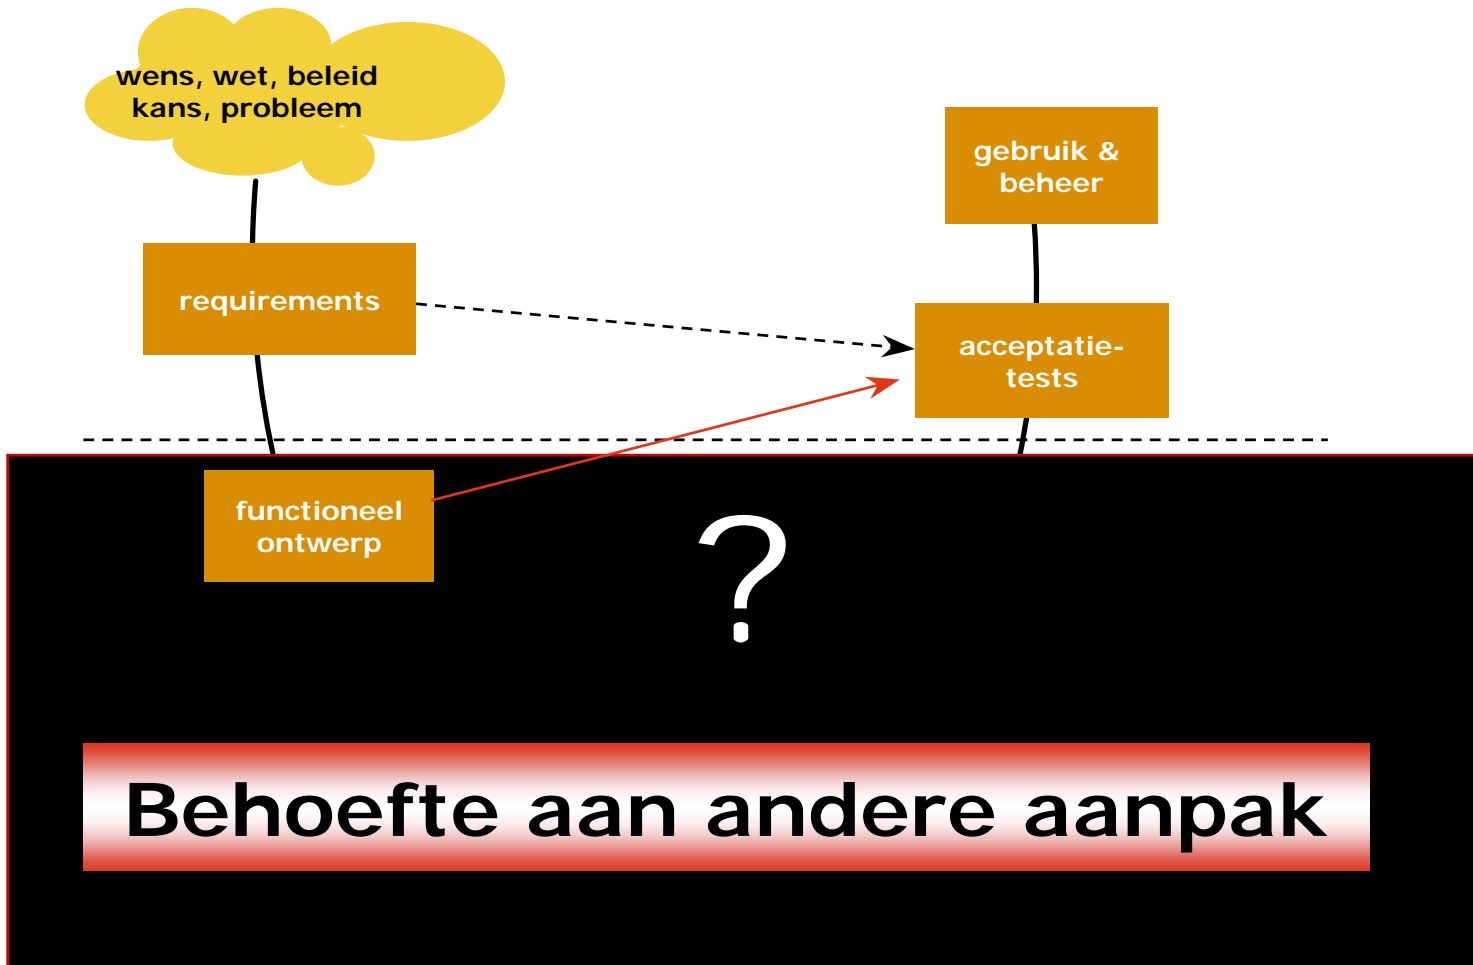 wens, wet, beleid
kans, probleem
gebruik &
beheer
requirements
acceptatie-
tests
functioneel
ontwerp
?
Behoefte aan andere aanpak